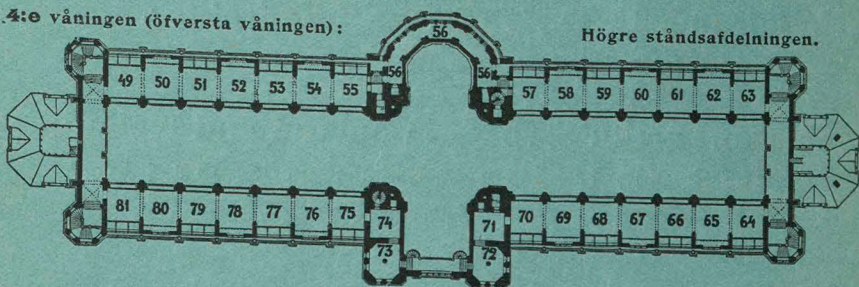 4:e våningen (öfversta våningen):
Högre ståndsafdelningen.
56
49 50 51 52 53 54 55 56 56 57 58 59 60 61 62 63
81 80 79 78 77 76 75 74 71 70 69 68 67 66 65 64
73 72